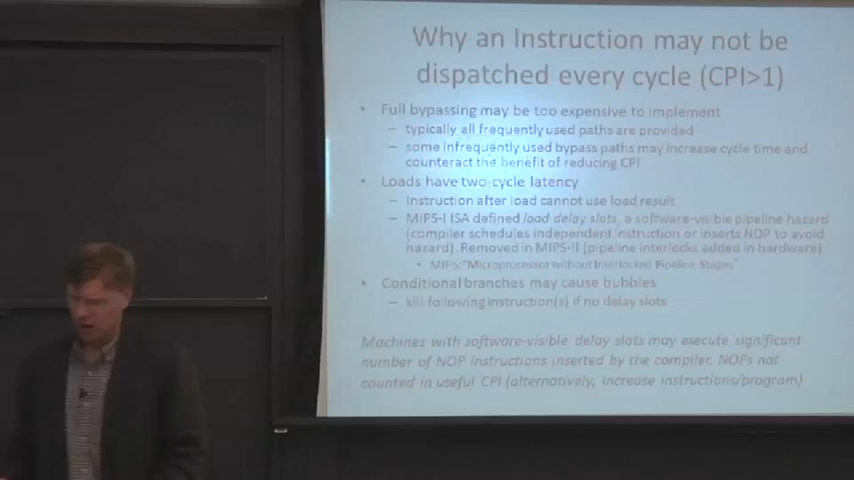 Why an Instruction may not be
dispatched every cycle (CPI>1)
• Full bypassing may be too expensive to implement
– typically all frequently used paths are provided
– some infrequently used bypass paths may increase cycle time and
counteract the benefit of reducing CPI
• Loads have two-cycle latency
– Instruction after load cannot use load result
– MIPS-I ISA defined load delay slots, a software-visible pipeline hazard
(compiler schedules independent instruction or inserts NOP to avoid
hazard). Removed in MIPS-II (pipeline interlocks added in hardware)
• MIPS:"Microprocessor without Interlocked Pipeline Stages"
• Conditional branches may cause bubbles
– kill following instruction(s) if no delay slots
Machines with software-visible delay slots may execute significant
number of NOP instructions inserted by the compiler. NOPs not
counted in useful CPI (alternatively, increase instructions/program)